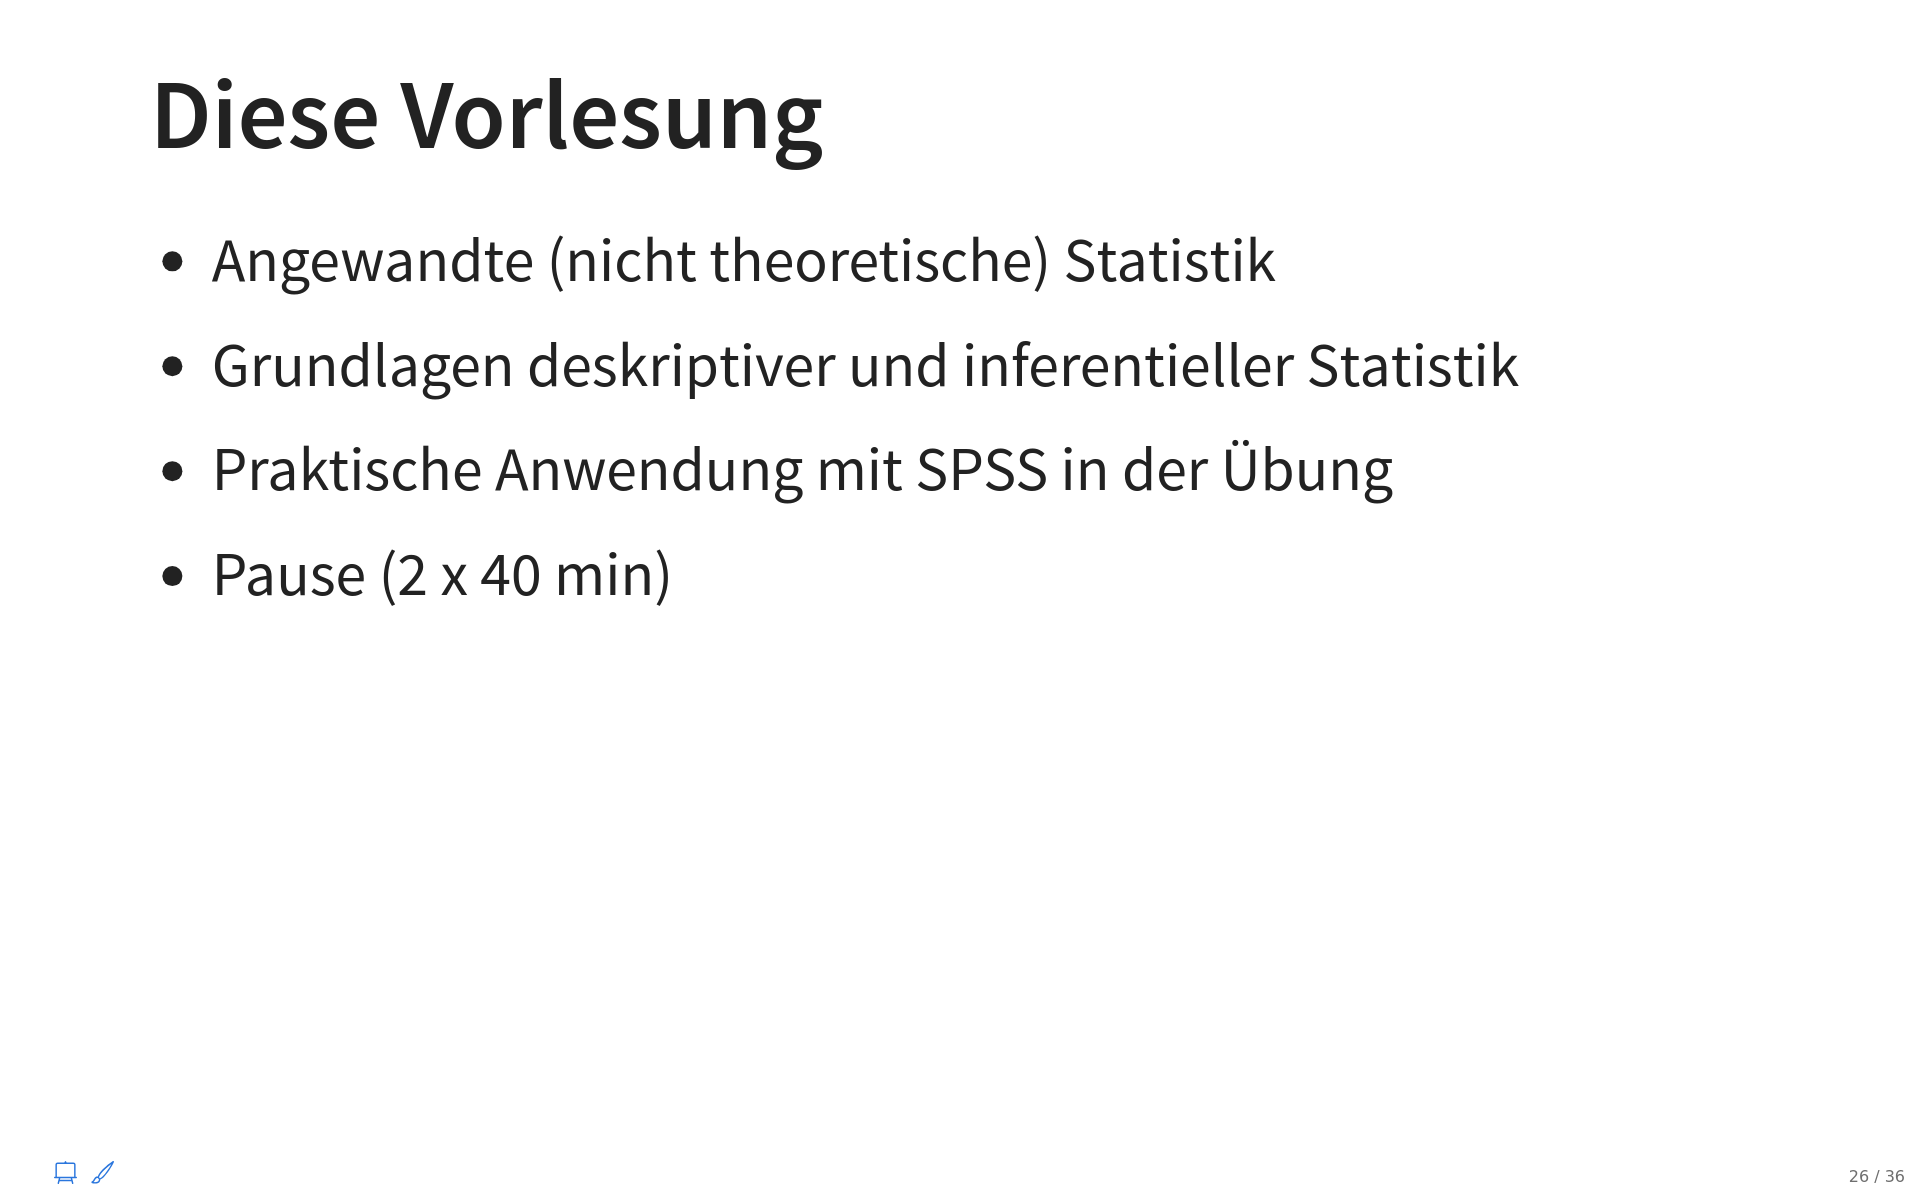 Diese Vorlesung
• Angewandte (nicht theoretische) Statistik
• Grundlagen deskriptiver und inferentieller Statistik
• Praktische Anwendung mit SPSS in der Übung
• Pause (2 x 40 min)
26 / 36